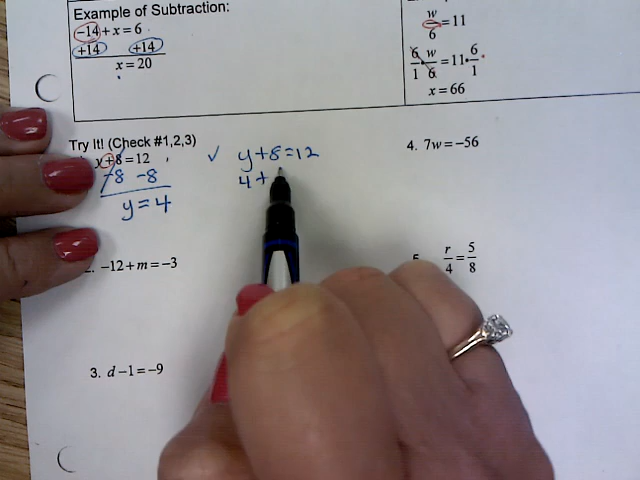 Example of Subtraction:
-14 + x = 6
+14 +14
x = 20
w/6 = 11
6/1 · w/6 = 11 · 6/1
x = 66
Try It! (Check #1,2,3)
y + 8 = 12
-8 -8
y = 4
✓ y + 8 = 12
4 +
-12 + m = -3
3. d - 1 = -9
4. 7w = -56
r/4 = 5/8